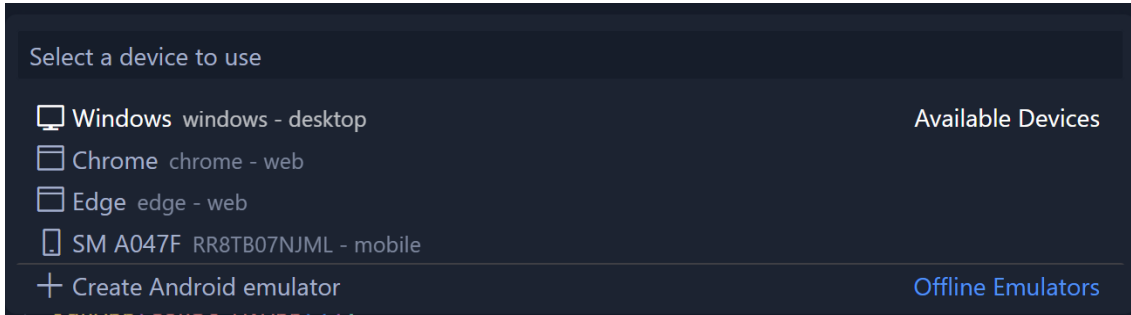 Select a device to use
Windows windows - desktop Available Devices
Chrome chrome - web
Edge edge - web
SM A047F RR8TB07NJML - mobile
Create Android emulator Offline Emulators